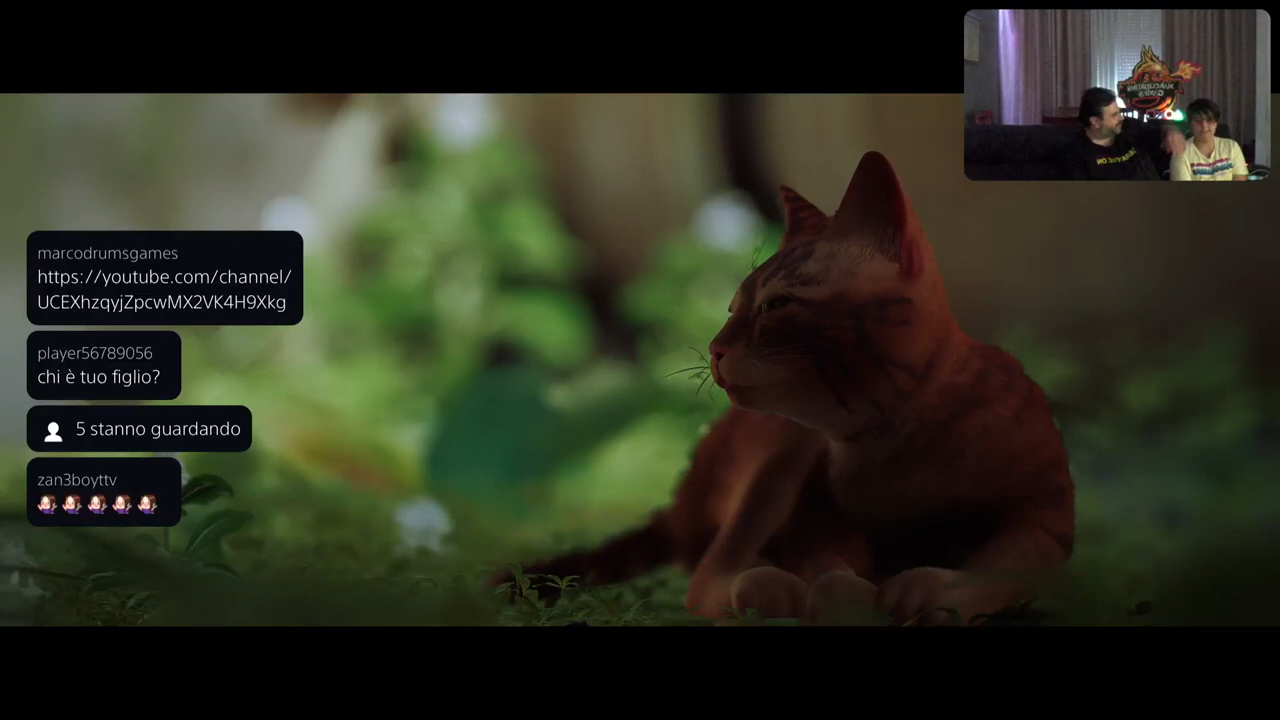 marcodrumsgames
https://youtube.com/channel/
UCEXhzqyjZpcwMX2VK4H9Xkg
player56789056
chi è tuo figlio?
5 stanno guardando
zan3boyttv